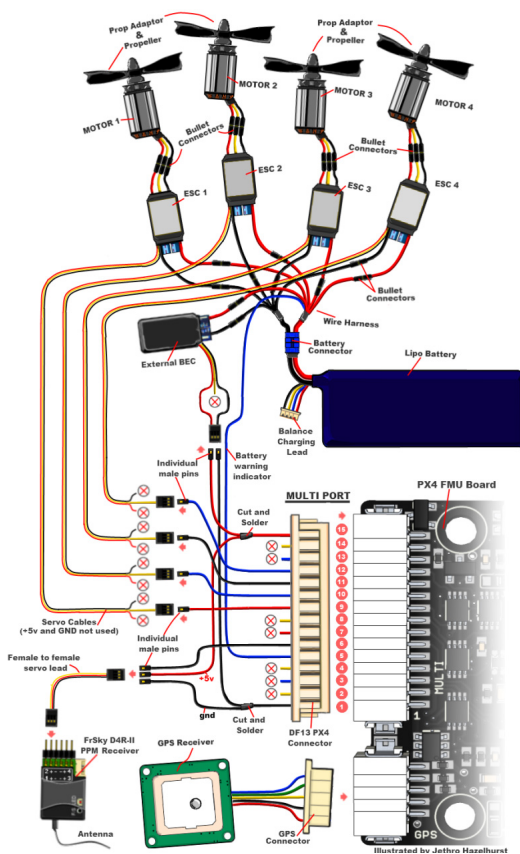 Prop Adaptor
&
Propeller
Prop Adaptor
&
Propeller
MOTOR 1
MOTOR 2
MOTOR 3
MOTOR 4
Bullet
Connectors
Bullet
Connectors
ESC 1
ESC 2
ESC 3
ESC 4
Bullet
Connectors
Wire Harness
External BEC
Battery
Connector
Lipo Battery
Balance
Charging
Lead
Individual
male pins
Battery
warning
indicator
MULTI PORT
PX4 FMU Board
Cut and
Solder
15
14
13
12
11
10
9
8
7
6
5
4
3
2
1
MULTI
1
Servo Cables
(+5v and GND not used)
Individual
male pins
Female to female
servo lead
+5v
gnd
Cut and
Solder
DF13 PX4
Connector
FrSky D4R-II
PPM Receiver
GPS Receiver
Antenna
GPS
Connector
GPS
Illustrated by Jethro Hazelhurst